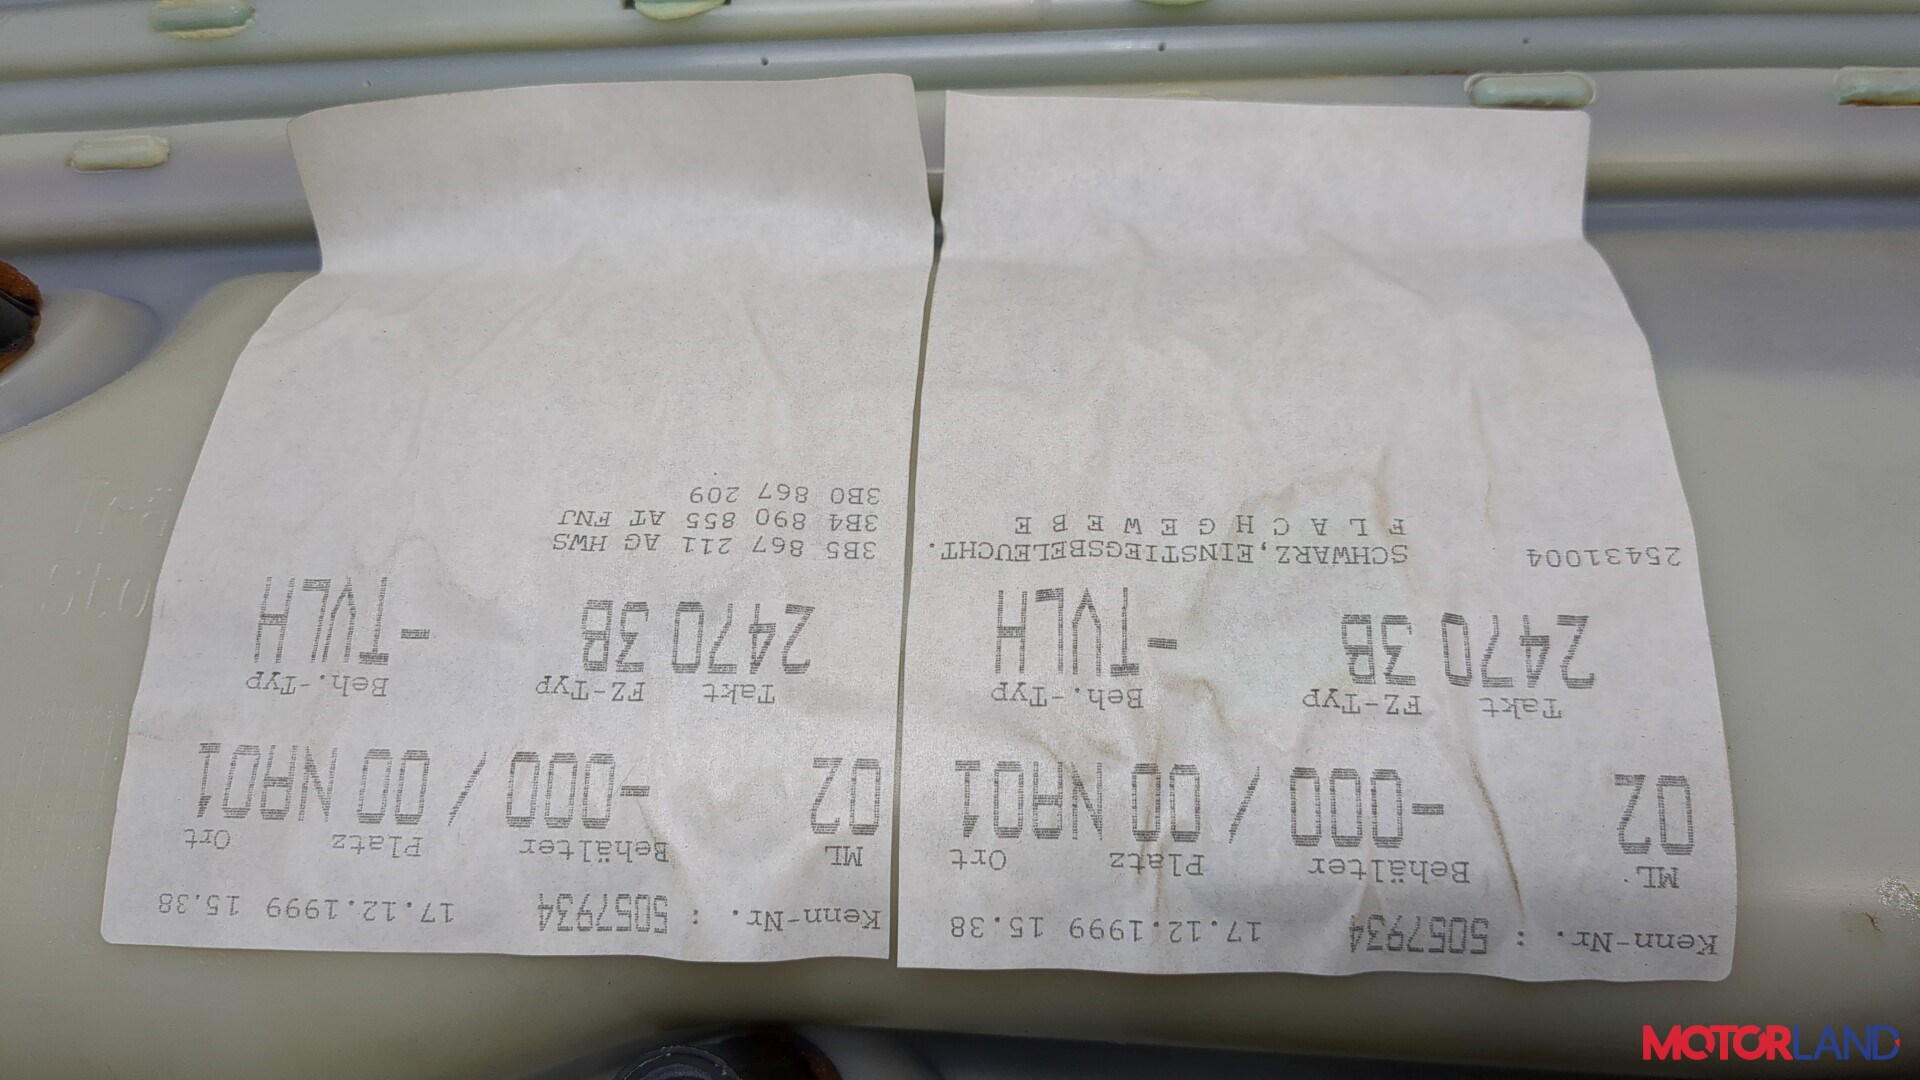 Kenn-Nr. : 5057934 17.12.1999 15.38
ML Behälter Platz Ort
02 -000 / 00 NA01
Takt FZ-Typ Beh.-Typ
2470 3B -TVLH
25431004 SCHWARZ,EINSTIEGSBELEUCHT.
F L A C H G E W E B E
Kenn-Nr. : 5057934 17.12.1999 15.38
ML Behälter Platz Ort
02 -000 / 00 NA01
Takt FZ-Typ Beh.-Typ
2470 3B -TVLH
3B5 867 211 AG HWS
3B4 890 855 AT FNJ
3B0 867 209
MOTORLAND